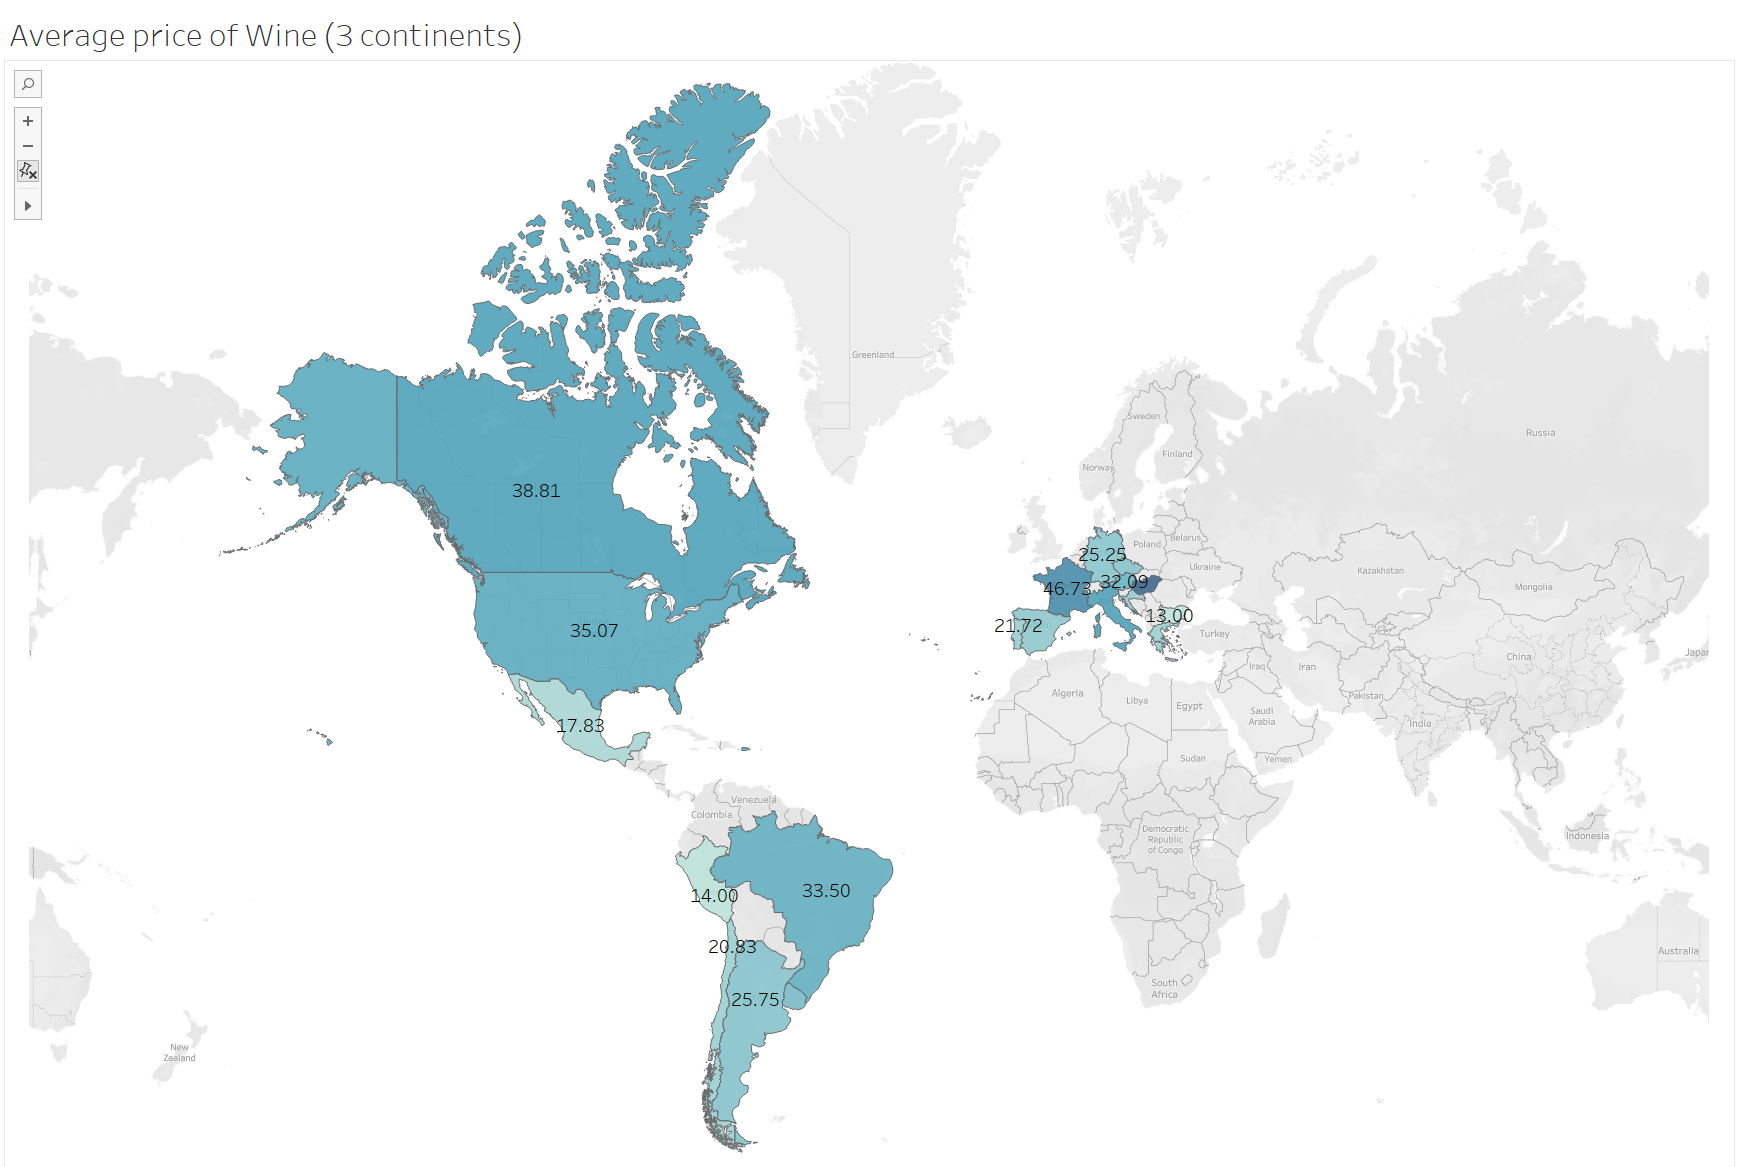 Average price of Wine (3 continents)
Greenland
Sweden
Russia
Finland
Norway
38.81
Belarus
Poland
25.25
Ukraine
Kazakhstan
32.09
46.73
Mongolia
13.00
21.72
35.07
Turkey
China
Japan
Iraq
Iran
Algeria
Pakistan
Libya
Egypt
Saudi
Arabia
India
17.83
Sudan
Yemen
Venezuela
Colombia
Democratic
Republic
of Congo
Indonesia
33.50
14.00
20.83
Australia
South
Africa
25.75
New
Zealand